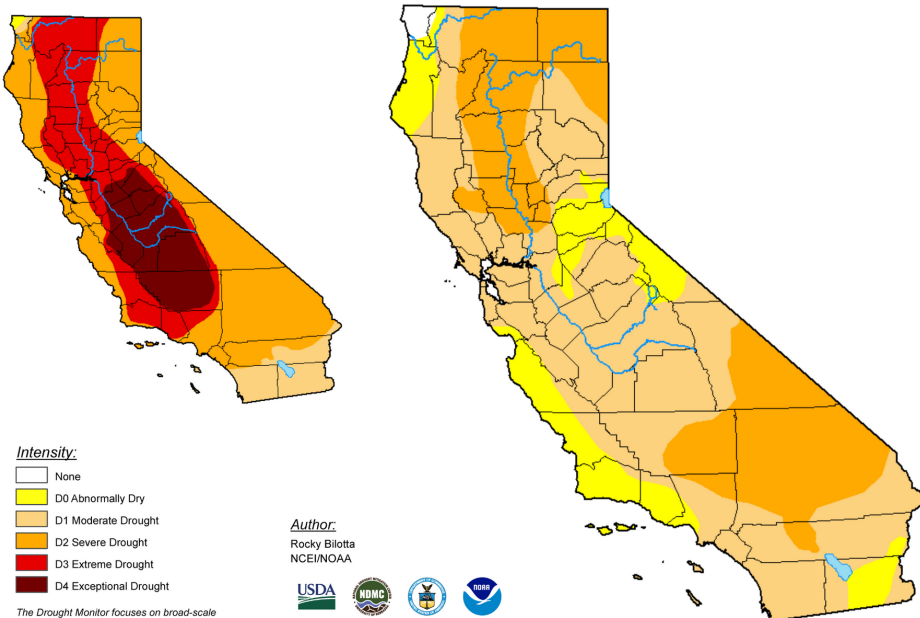 Intensity:
None
D0 Abnormally Dry
D1 Moderate Drought
D2 Severe Drought
D3 Extreme Drought
D4 Exceptional Drought
The Drought Monitor focuses on broad-scale
Author:
Rocky Bilotta
NCEI/NOAA
USDA
NDMC
NOAA